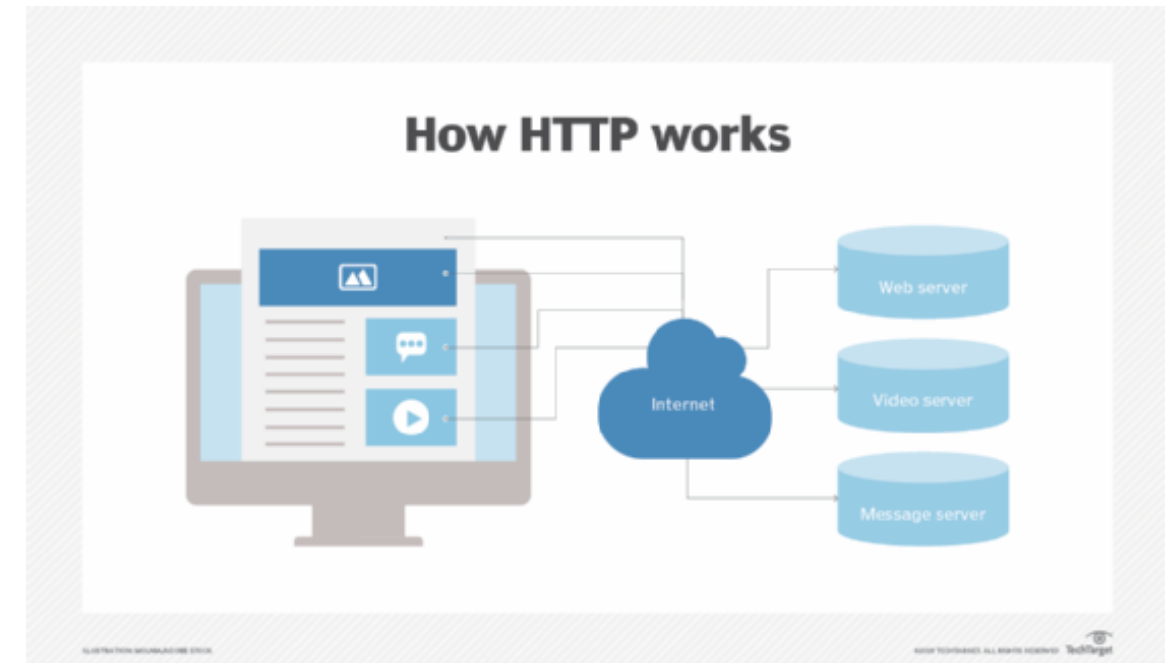 How HTTP works
Web server
Internet
Video server
Message server
TechTarget